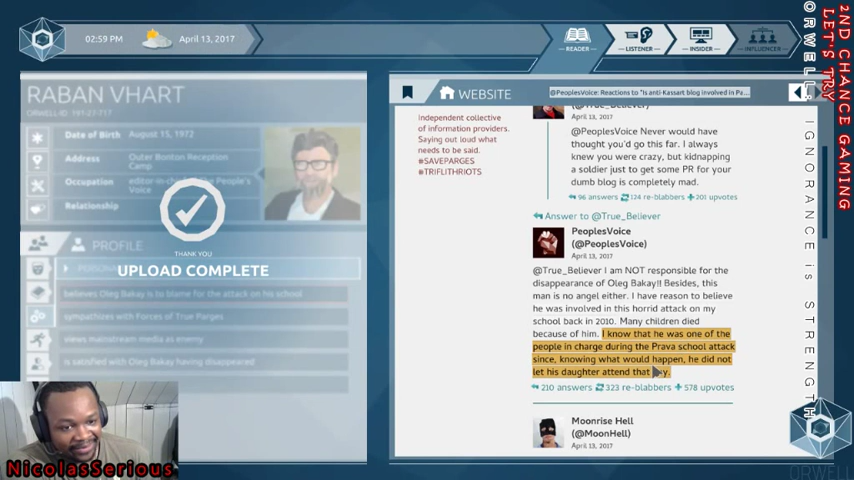 02:59 PM
April 13, 2017
READER
LISTENER
INSIDER
INFLUENCER
RABAN VHART
Date of Birth August 15, 1972
Address Outer Bonton Reception
Camp
Occupation
Voice
Relationship
THANK YOU
UPLOAD COMPLETE
PROFILE
believes Oleg Bakay is to blame for the attack on his school
sympathizes with Forces of True Parges
views mainstream media as enemy
is satisfied with Oleg Bakay having disappeared
NicolasSerious
WEBSITE
@PeoplesVoice: Reactions to "Is anti-Kassart blog involved in Pa...
Independent collective
of information providers.
Saying out loud what
needs to be said.
#SAVEPARGES
#TRIFLITHRIOTS
(@True_Believer)
April 13, 2017
@PeoplesVoice Never would have
thought you'd go this far. I always
knew you were crazy, but kidnapping
a soldier just to get some PR for your
dumb blog is completely mad.
96 answers 134 re-blabbers 201 upvotes
Answer to @True_Believer
PeoplesVoice
(@PeoplesVoice)
April 13, 2017
@True_Believer I am NOT responsible for the
disappearance of Oleg Bakay!! Besides, this
man is no angel either. I have reason to believe
he was involved in this horrid attack on my
school back in 2010. Many children died
because of him. I know that he was one of the
people in charge during the Prava school attack
since, knowing what would happen, he did not
let his daughter attend that
210 answers 323 re-blabbers 578 upvotes
Moonrise Hell
(@MoonHell)
April 13, 2017
ORWELL: IGNORANCE is STRENGTH
LET'S TRY
2ND CHANCE GAMING
ORWELL